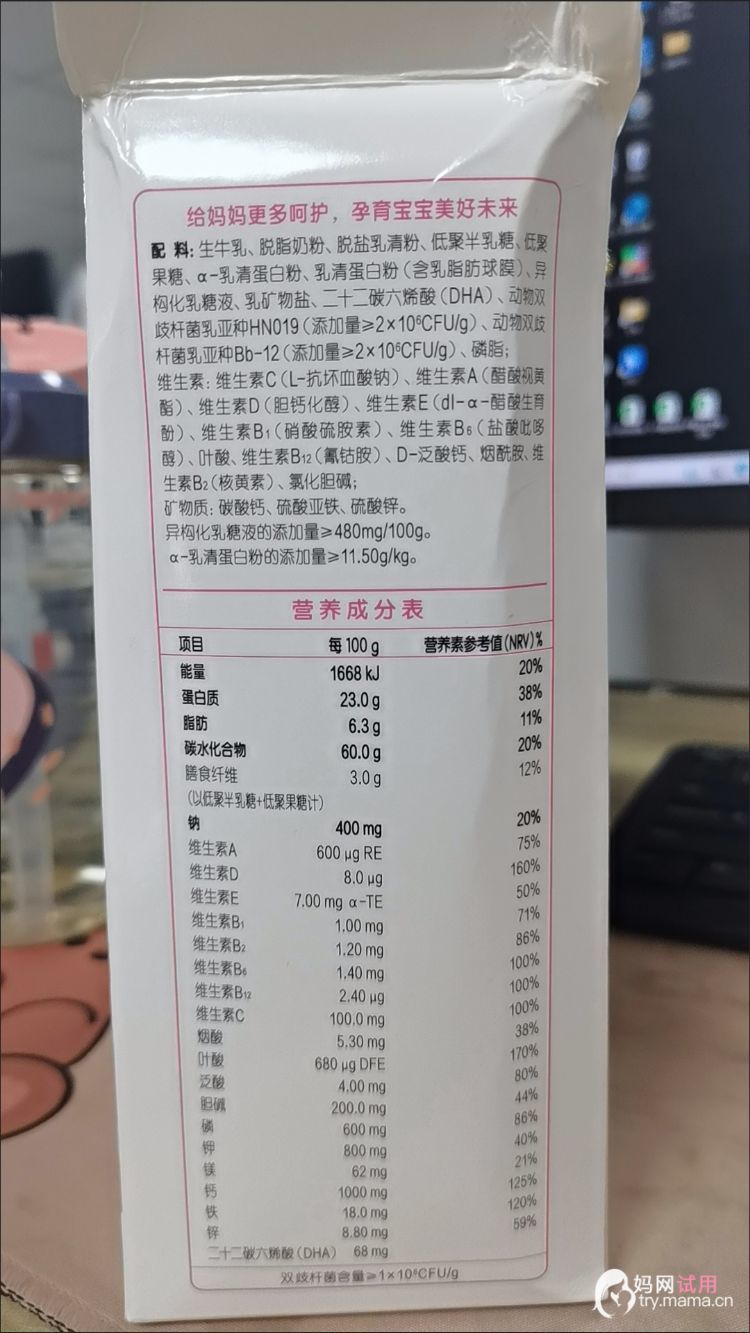 给妈妈更多呵护，孕育宝宝美好未来
配 料：生牛乳、脱脂奶粉、脱盐乳清粉、低聚半乳糖、低聚
果糖、α-乳清蛋白粉、乳清蛋白粉（含乳脂肪球膜）、异
构化乳糖液、乳矿物盐、二十二碳六烯酸（DHA）、动物双
歧杆菌乳亚种HN019（添加量≥2×10⁶CFU/g）、动物双歧
杆菌乳亚种Bb-12（添加量≥2×10⁶CFU/g）、磷脂；
维生素：维生素C（L-抗坏血酸钠）、维生素A（醋酸视黄
酯）、维生素D（胆钙化醇）、维生素E（dl-α-醋酸生育
酚）、维生素B₁（硝酸硫胺素）、维生素B₆（盐酸吡哆
醇）、叶酸、维生素B₁₂（氰钴胺）、D-泛酸钙、烟酰胺、维
生素B₂（核黄素）、氯化胆碱；
矿物质：碳酸钙、硫酸亚铁、硫酸锌。
异构化乳糖液的添加量≥480mg/100g。
α-乳清蛋白粉的添加量≥11.50g/kg。
营养成分表
项目 每 100 g 营养素参考值(NRV)%
能量 1668 kJ 20%
蛋白质 23.0 g 38%
脂肪 6.3 g 11%
碳水化合物 60.0 g 20%
膳食纤维 3.0 g 12%
（以低聚半乳糖+低聚果糖计）
钠 400 mg 20%
维生素A 600 μg RE 75%
维生素D 8.0 μg 160%
维生素E 7.00 mg α-TE 50%
维生素B₁ 1.00 mg 71%
维生素B₂ 1.20 mg 86%
维生素B₆ 1.40 mg 100%
维生素B₁₂ 2.40 μg 100%
维生素C 100.0 mg 100%
烟酸 5.30 mg 38%
叶酸 680 μg DFE 170%
泛酸 4.00 mg 80%
胆碱 200.0 mg 44%
磷 600 mg 86%
钾 800 mg 40%
镁 62 mg 21%
钙 1000 mg 125%
铁 18.0 mg 120%
锌 8.80 mg 59%
二十二碳六烯酸（DHA） 68 mg
双歧杆菌含量≥1×10⁶CFU/g
妈网试用
try.mama.cn